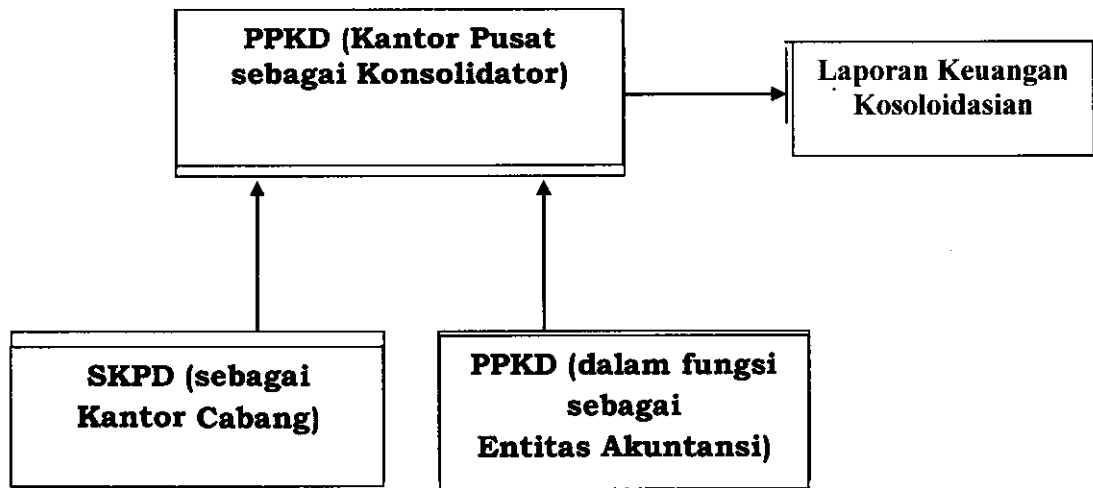 PPKD (Kantor Pusat
sebagai Konsolidator)
Laporan Keuangan
Kosoloidasian
SKPD (sebagai
Kantor Cabang)
PPKD (dalam fungsi
sebagai
Entitas Akuntansi)